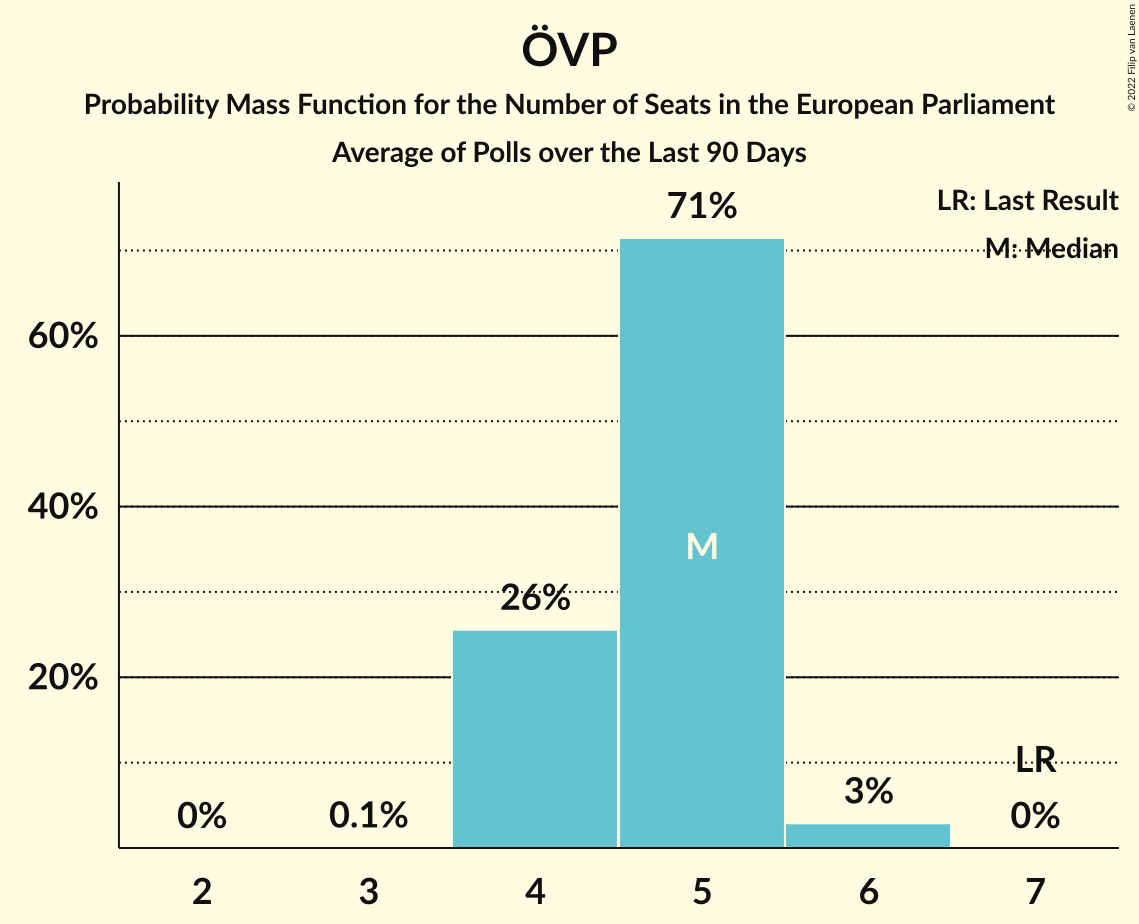 ÖVP
Probability Mass Function for the Number of Seats in the European Parliament
Average of Polls over the Last 90 Days
© 2022 Filip van Laenen
LR: Last Result
M: Median
71%
60%
40%
M
26%
20%
LR
3%
0%
0.1%
0%
2 3 4 5 6 7